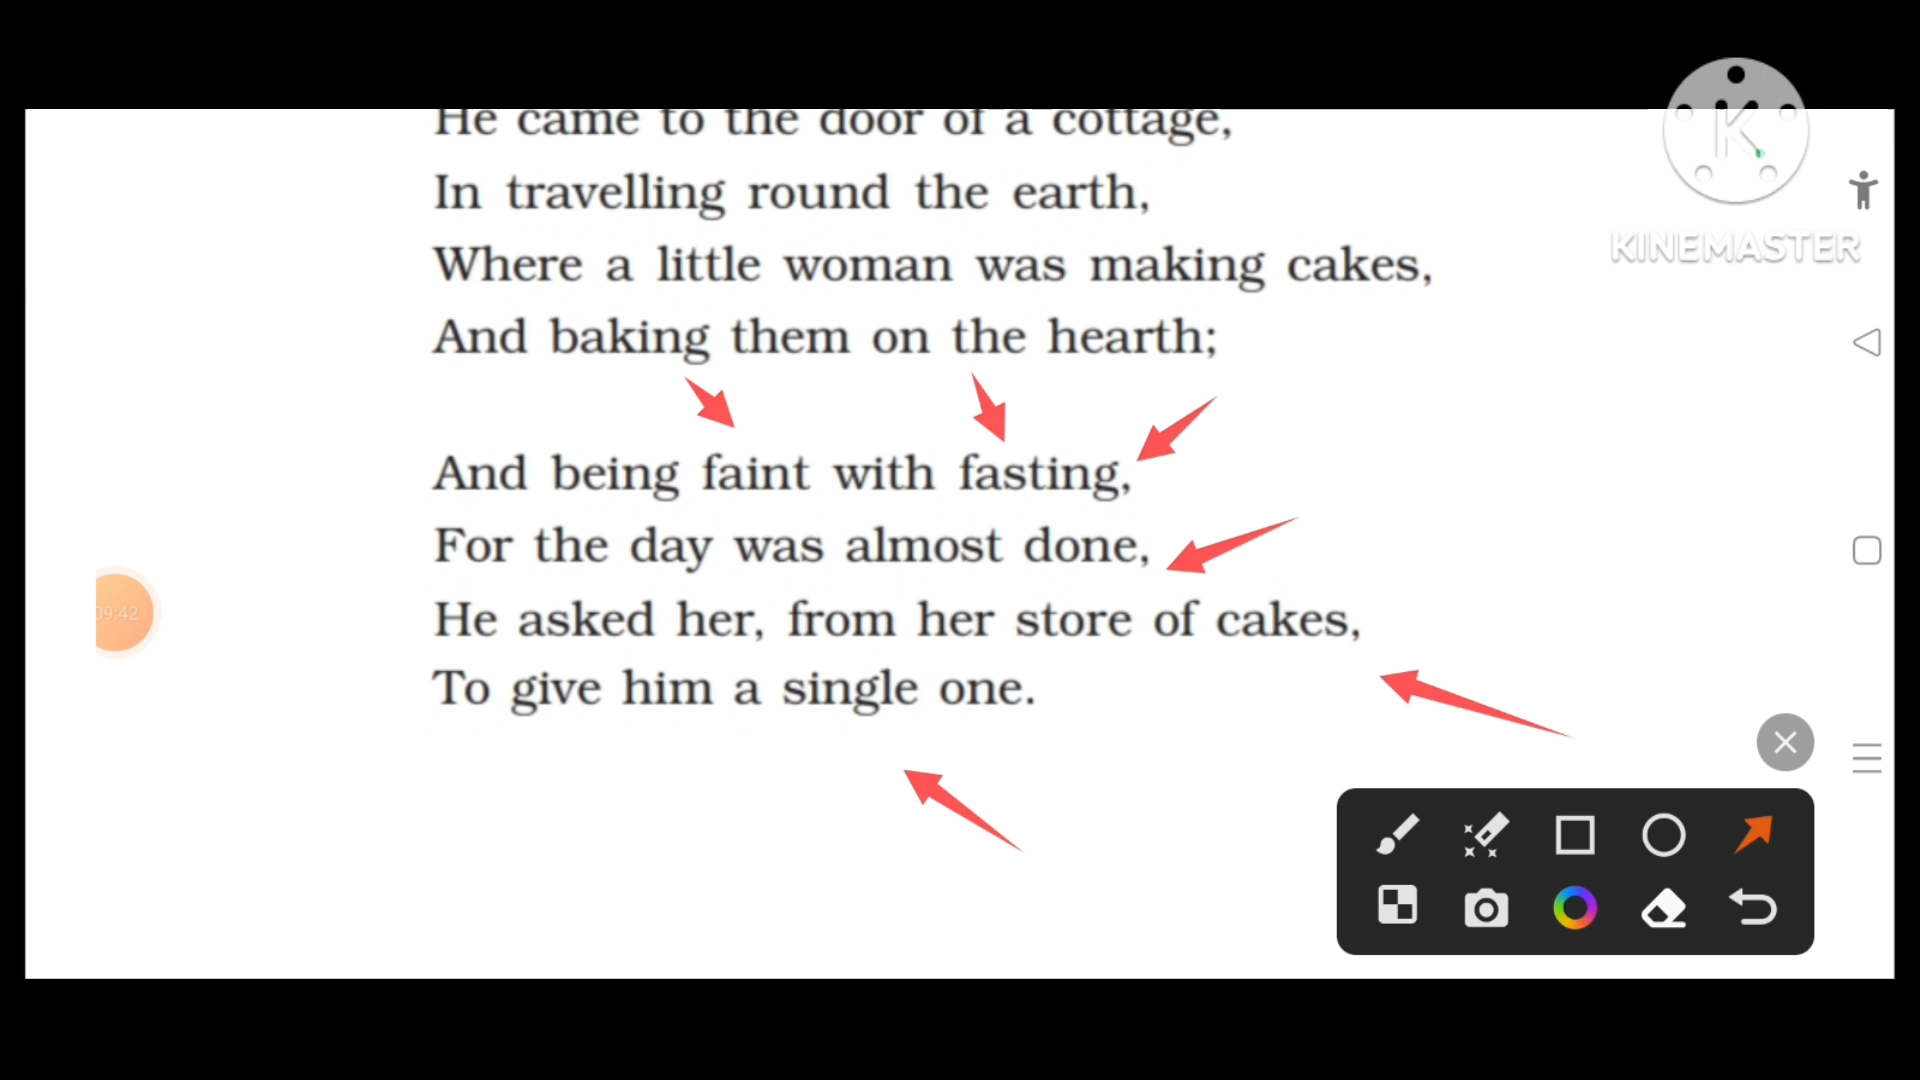 He came to the door of a cottage,
In travelling round the earth,
Where a little woman was making cakes,
And baking them on the hearth;
And being faint with fasting,
For the day was almost done,
He asked her, from her store of cakes,
To give him a single one.
09:42
K
KINEMASTER